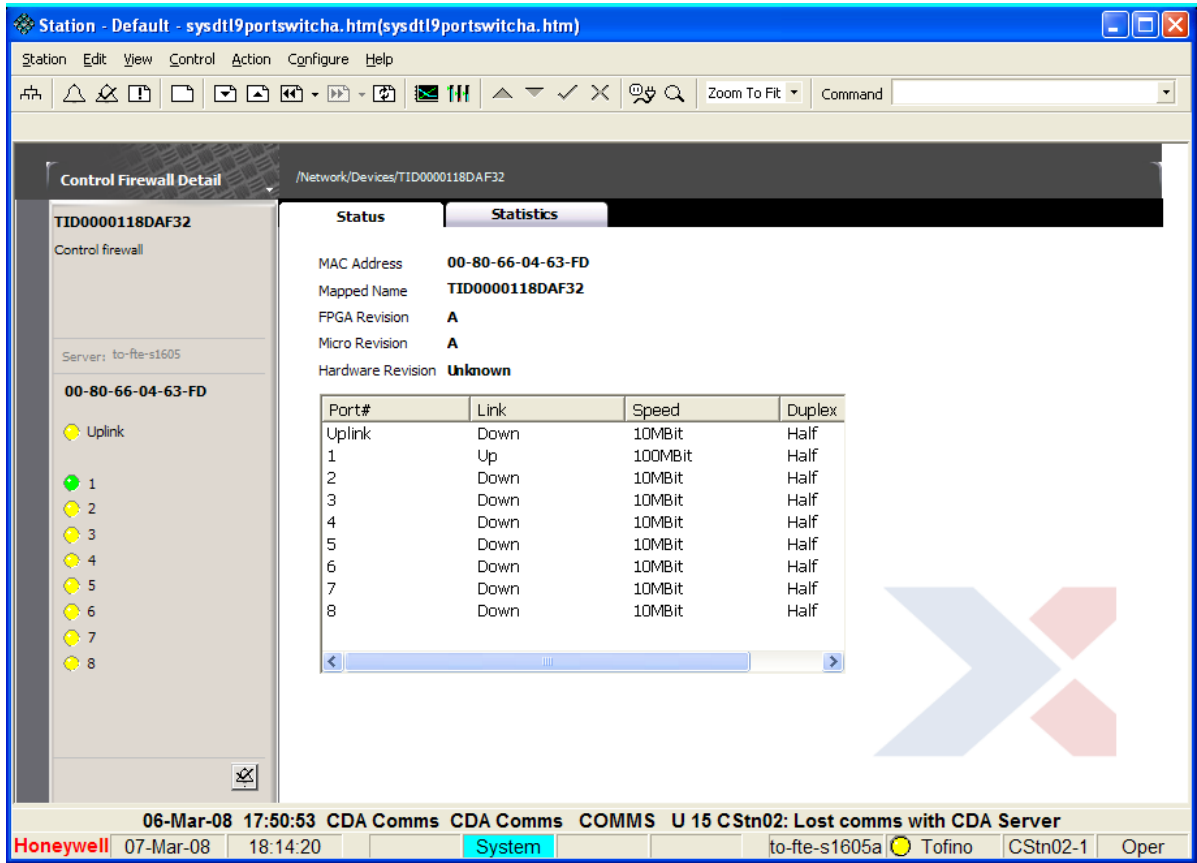 Station - Default - sysdtl9portswitcha.htm(sysdtl9portswitcha.htm)
Station Edit View Control Action Configure Help
Zoom To Fit Command
Control Firewall Detail
/Network/Devices/TID0000118DAF32
TID0000118DAF32
Control firewall
Server: to-fte-s1605
00-80-66-04-63-FD
Uplink
1
2
3
4
5
6
7
8
Status Statistics
MAC Address 00-80-66-04-63-FD
Mapped Name TID0000118DAF32
FPGA Revision A
Micro Revision A
Hardware Revision Unknown
Port# Link Speed Duplex
Uplink Down 10MBit Half
1 Up 100MBit Half
2 Down 10MBit Half
3 Down 10MBit Half
4 Down 10MBit Half
5 Down 10MBit Half
6 Down 10MBit Half
7 Down 10MBit Half
8 Down 10MBit Half
06-Mar-08 17:50:53 CDA Comms CDA Comms COMMS U 15 CStn02: Lost comms with CDA Server
Honeywell 07-Mar-08 18:14:20 System to-fte-s1605a Tofino CStn02-1 Oper